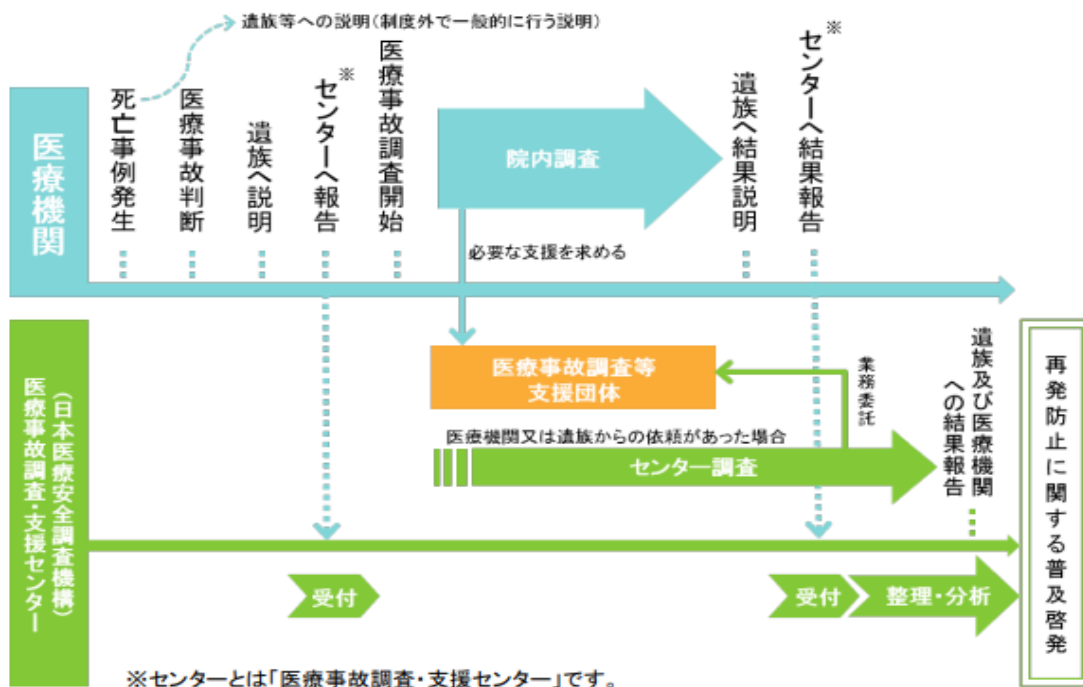 遺族等への説明(制度外で一般的に行う説明)
医療機関
死亡事例発生
医療事故判断
遺族へ説明
センターへ報告※
医療事故調査開始
院内調査
遺族へ結果説明
センターへ結果報告※
必要な支援を求める
医療事故調査・支援センター
(日本医療安全調査機構)
医療事故調査等
支援団体
業務委託
医療機関又は遺族からの依頼があった場合
センター調査
遺族及び医療機関
への結果報告
受付
受付
整理・分析
再発防止に関する普及啓発
※センターとは「医療事故調査・支援センター」です。